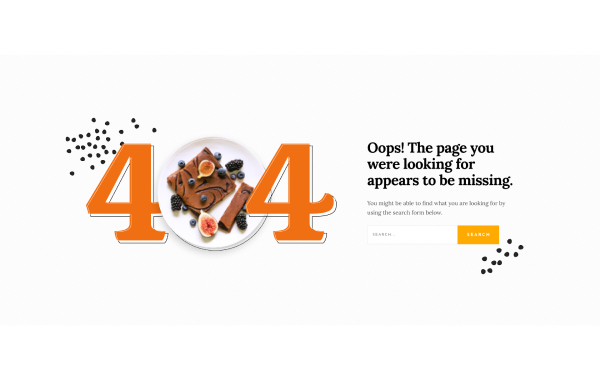 4 4
Oops! The page you
were looking for
appears to be missing.
You might be able to find what you are looking for by
using the search form below.
SEARCH...
SEARCH